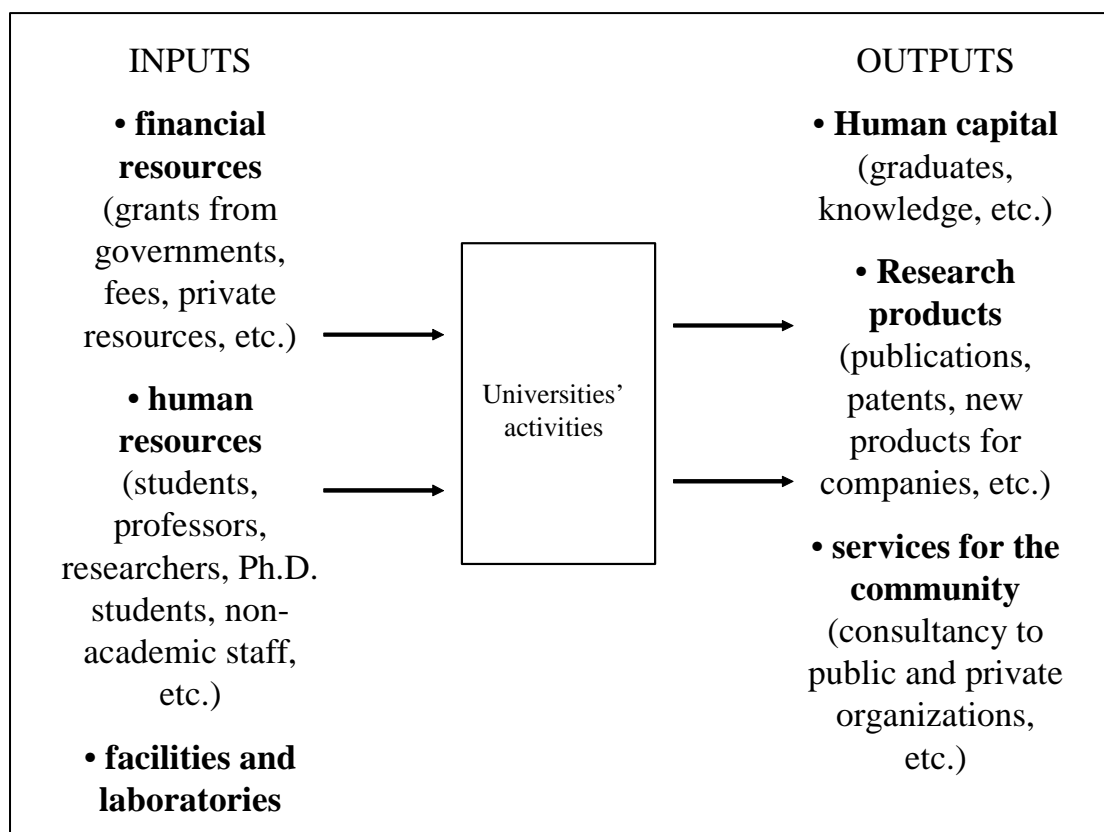 INPUTS
• financial
resources
(grants from
governments,
fees, private
resources, etc.)
• human
resources
(students,
professors,
researchers, Ph.D.
students, non-
academic staff,
etc.)
• facilities and
laboratories
Universities’
activities
OUTPUTS
• Human capital
(graduates,
knowledge, etc.)
• Research
products
(publications,
patents, new
products for
companies, etc.)
• services for the
community
(consultancy to
public and private
organizations,
etc.)